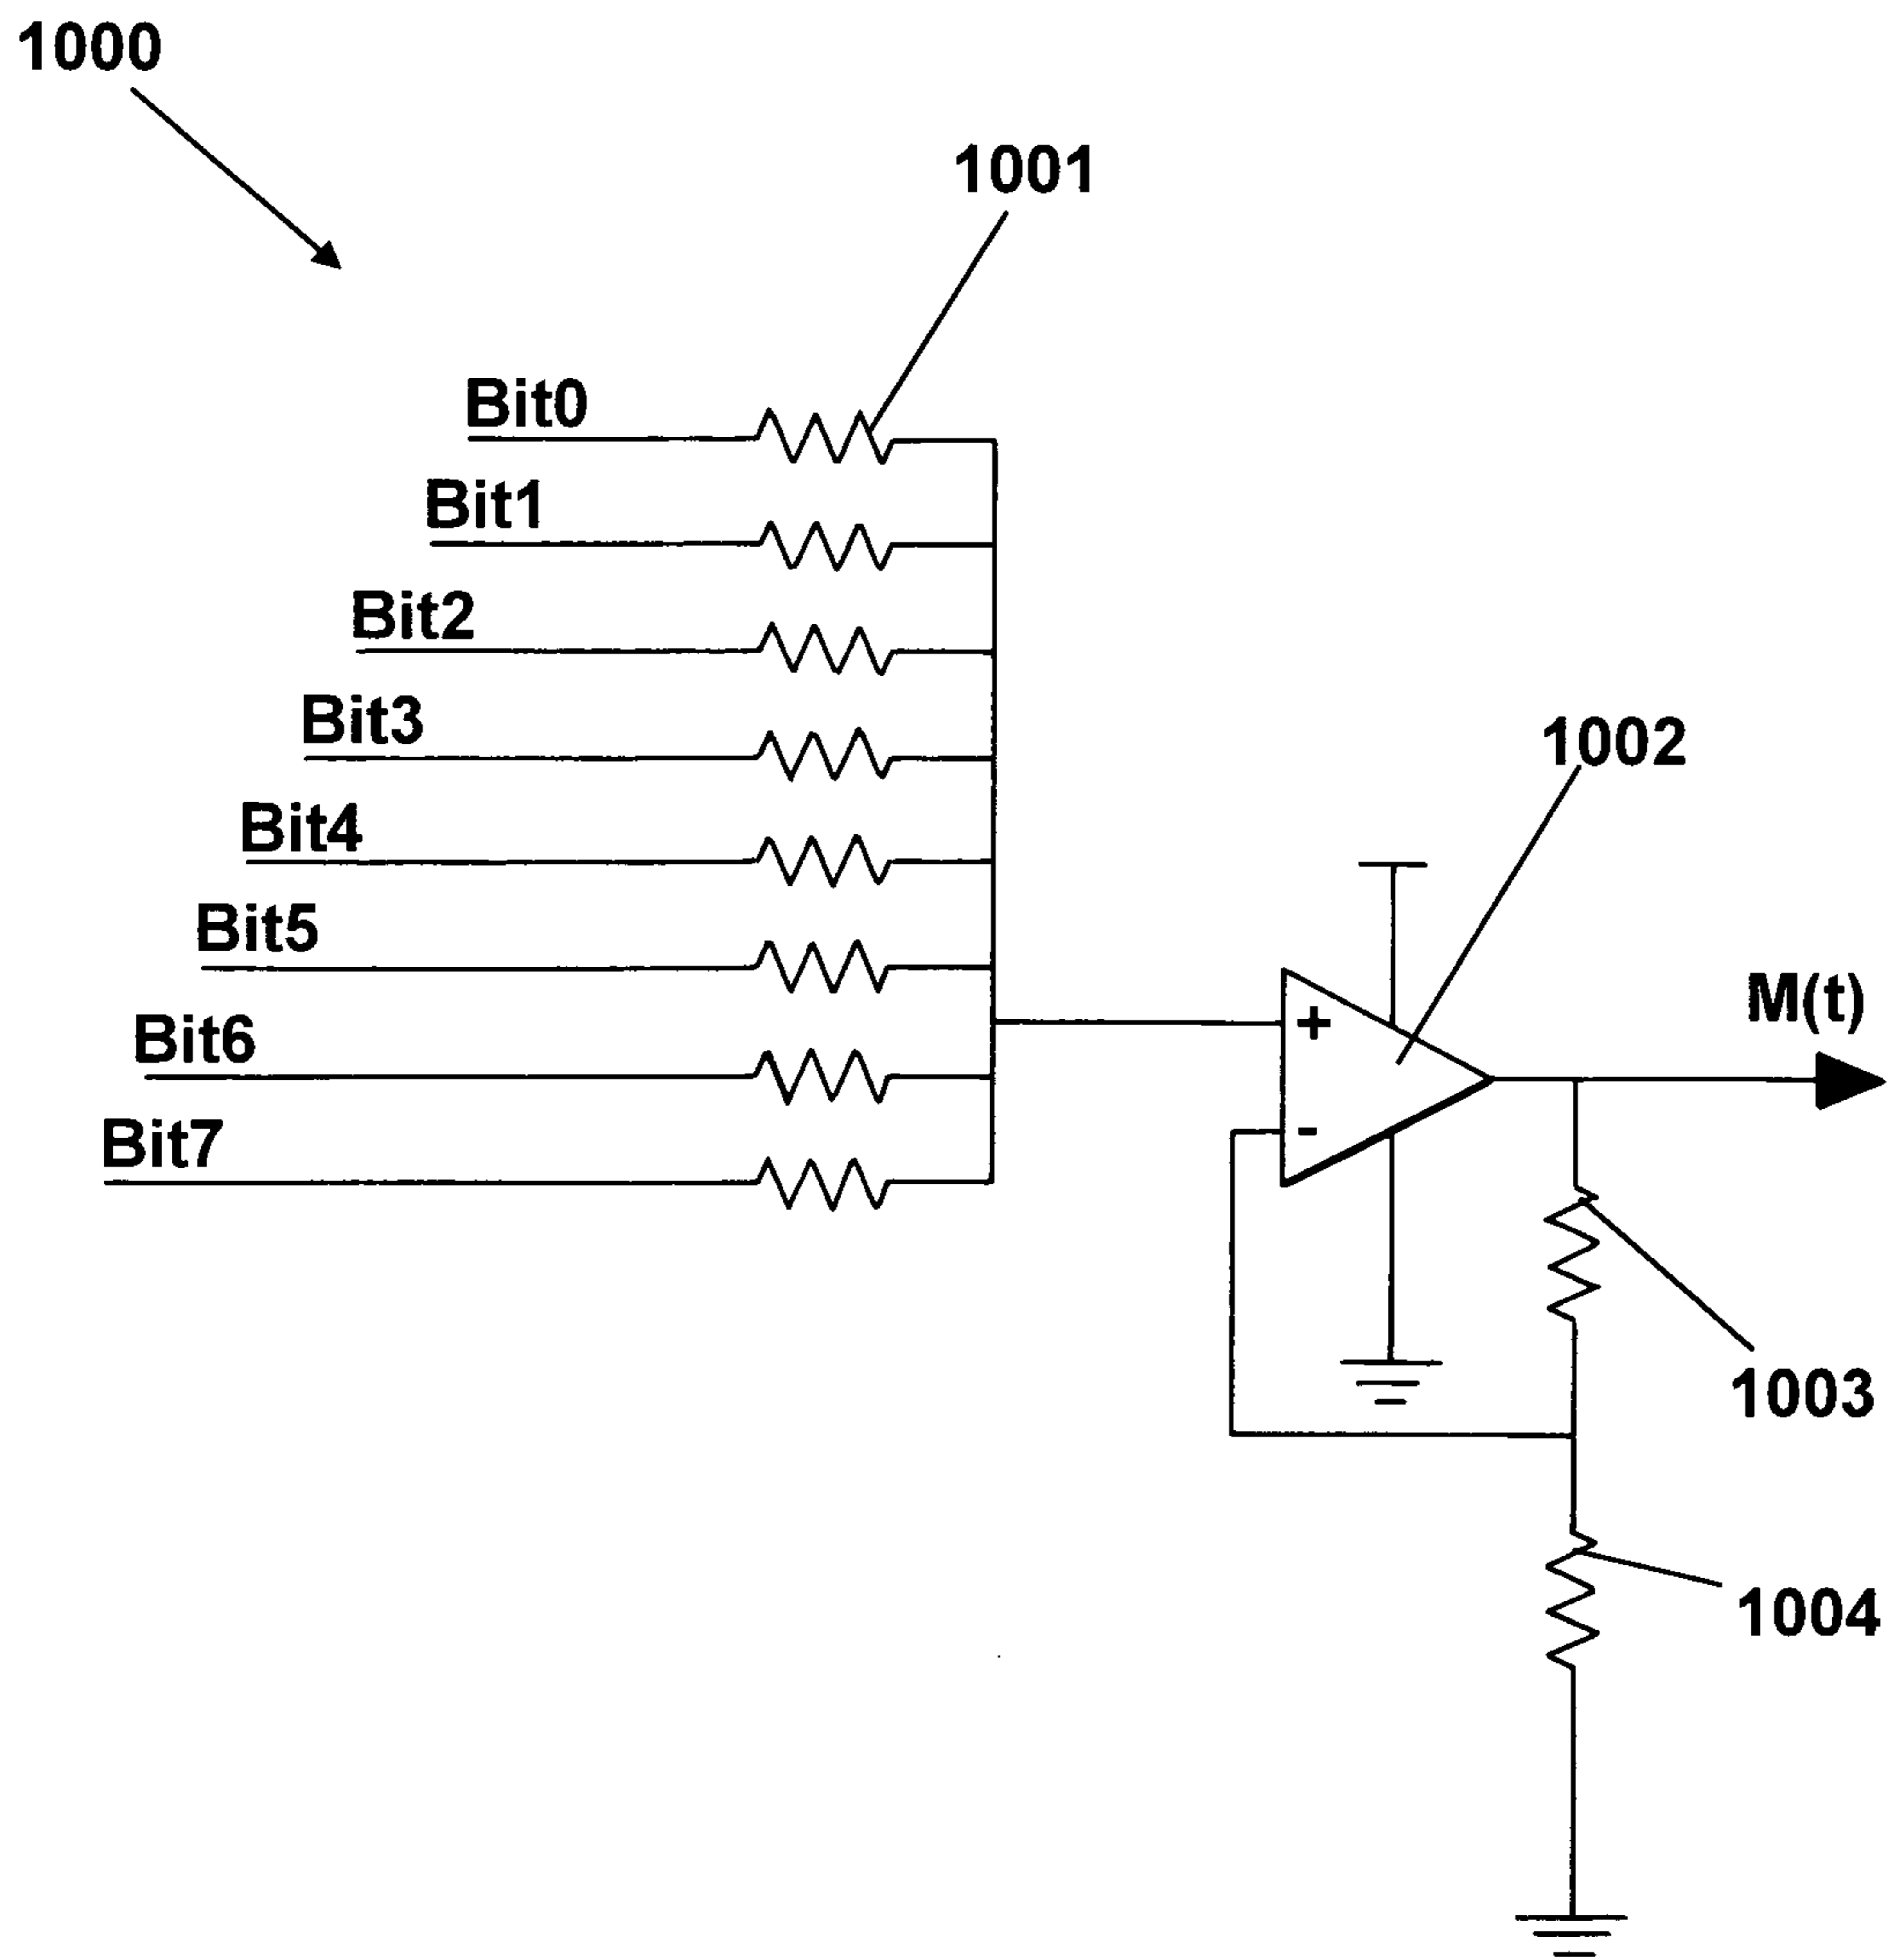 1000
1001
Bit0
Bit1
Bit2
Bit3
1002
Bit4
Bit5
M(t)
+
Bit6
-
Bit7
1003
1004